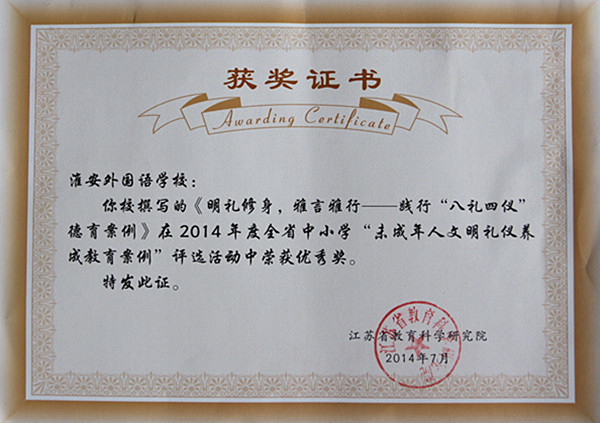 获奖证书
Awarding Certificate
淮安外国语学校：
你校撰写的《明礼修身，雅言雅行——践行“八礼四仪”
德育案例》在2014年度全省中小学“未成年人文明礼仪养
成教育案例”评选活动中荣获优秀奖。
特发此证。
江苏省教育科学研究院
2014年7月